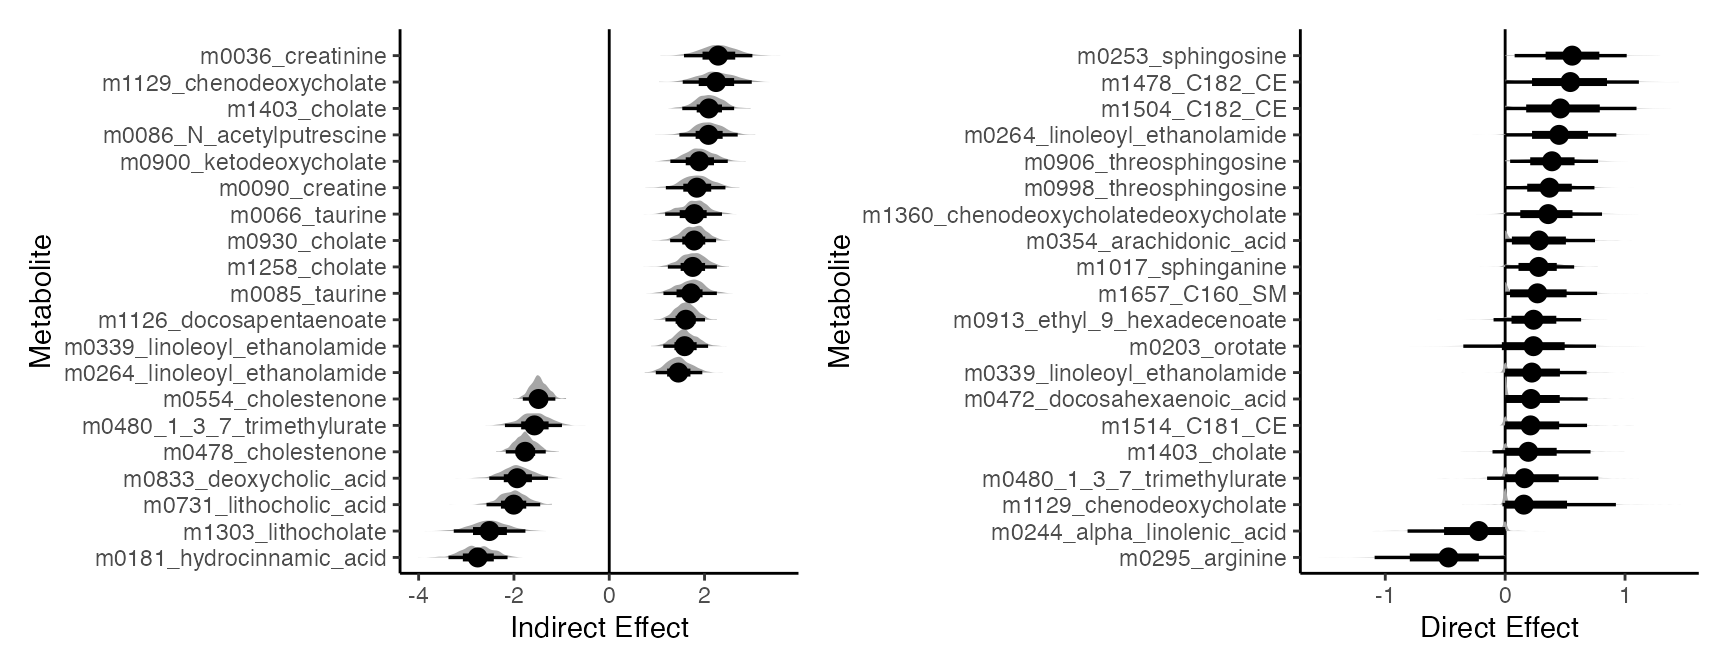 Metabolite
m0036_creatinine
m1129_chenodeoxycholate
m1403_cholate
m0086_N_acetylputrescine
m0900_ketodeoxycholate
m0090_creatine
m0066_taurine
m0930_cholate
m1258_cholate
m0085_taurine
m1126_docosapentaenoate
m0339_linoleoyl_ethanolamide
m0264_linoleoyl_ethanolamide
m0554_cholestenone
m0480_1_3_7_trimethylurate
m0478_cholestenone
m0833_deoxycholic_acid
m0731_lithocholic_acid
m1303_lithocholate
m0181_hydrocinnamic_acid
-4 -2 0 2
Indirect Effect
Metabolite
m0253_sphingosine
m1478_C182_CE
m1504_C182_CE
m0264_linoleoyl_ethanolamide
m0906_threosphingosine
m0998_threosphingosine
m1360_chenodeoxycholatedeoxycholate
m0354_arachidonic_acid
m1017_sphinganine
m1657_C160_SM
m0913_ethyl_9_hexadecenoate
m0203_orotate
m0339_linoleoyl_ethanolamide
m0472_docosahexaenoic_acid
m1514_C181_CE
m1403_cholate
m0480_1_3_7_trimethylurate
m1129_chenodeoxycholate
m0244_alpha_linolenic_acid
m0295_arginine
-1 0 1
Direct Effect